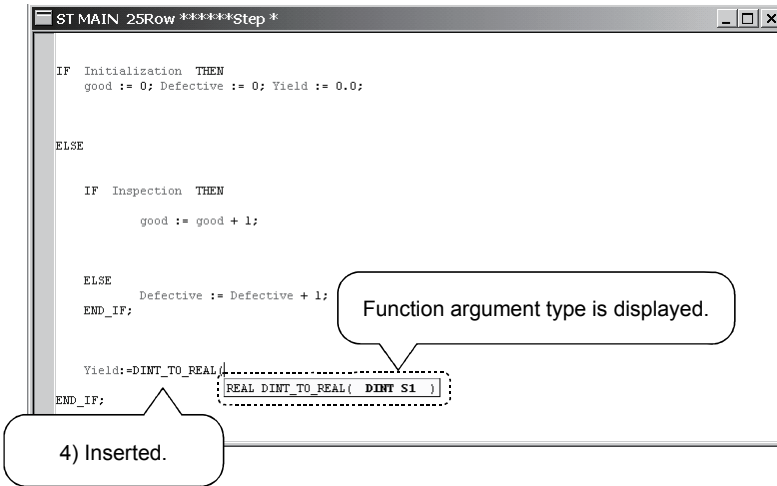 ST MAIN 25Row ******Step *
IF Initialization THEN
good := 0; Defective := 0; Yield := 0.0;
ELSE
IF Inspection THEN
good := good + 1;
ELSE
Defective := Defective + 1;
END_IF;
Function argument type is displayed.
Yield:=DINT_TO_REAL(
REAL DINT_TO_REAL( DINT S1 )
END_IF;
4) Inserted.